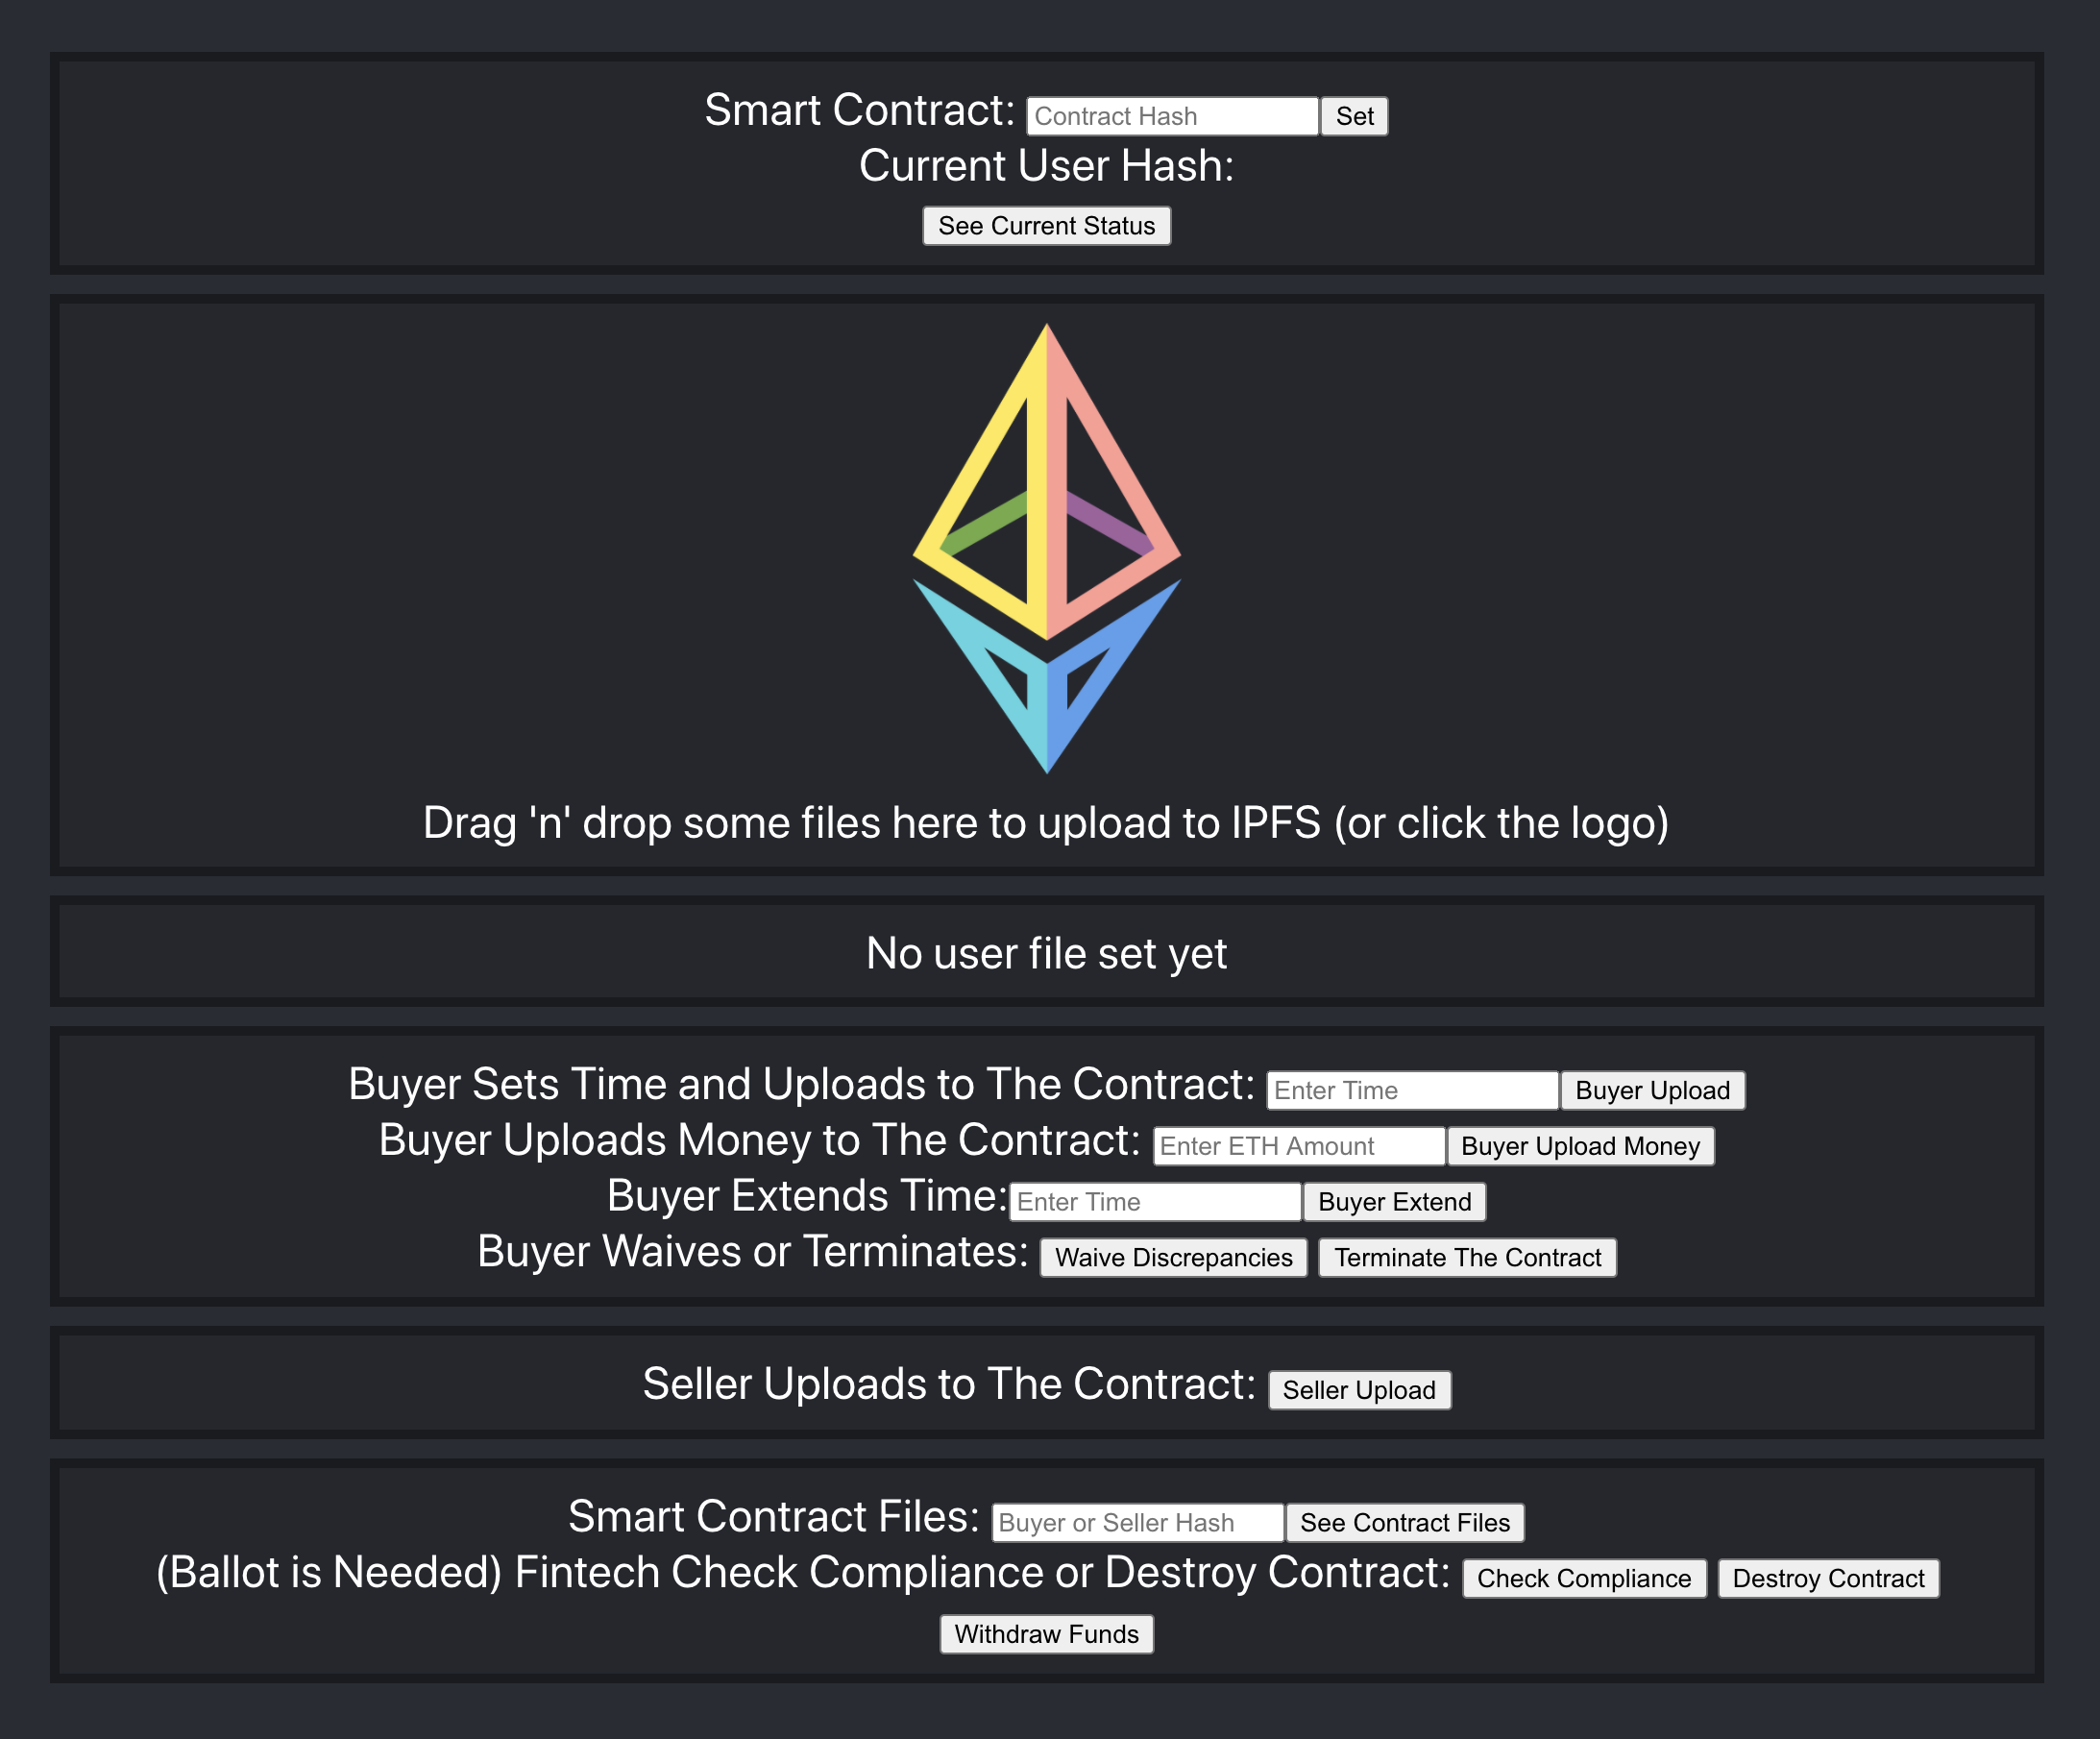 Smart Contract: Contract Hash Set
Current User Hash:
See Current Status
Drag 'n' drop some files here to upload to IPFS (or click the logo)
No user file set yet
Buyer Sets Time and Uploads to The Contract: Enter Time Buyer Upload
Buyer Uploads Money to The Contract: Enter ETH Amount Buyer Upload Money
Buyer Extends Time: Enter Time Buyer Extend
Buyer Waives or Terminates: Waive Discrepancies Terminate The Contract
Seller Uploads to The Contract: Seller Upload
Smart Contract Files: Buyer or Seller Hash See Contract Files
(Ballot is Needed) Fintech Check Compliance or Destroy Contract: Check Compliance Destroy Contract
Withdraw Funds